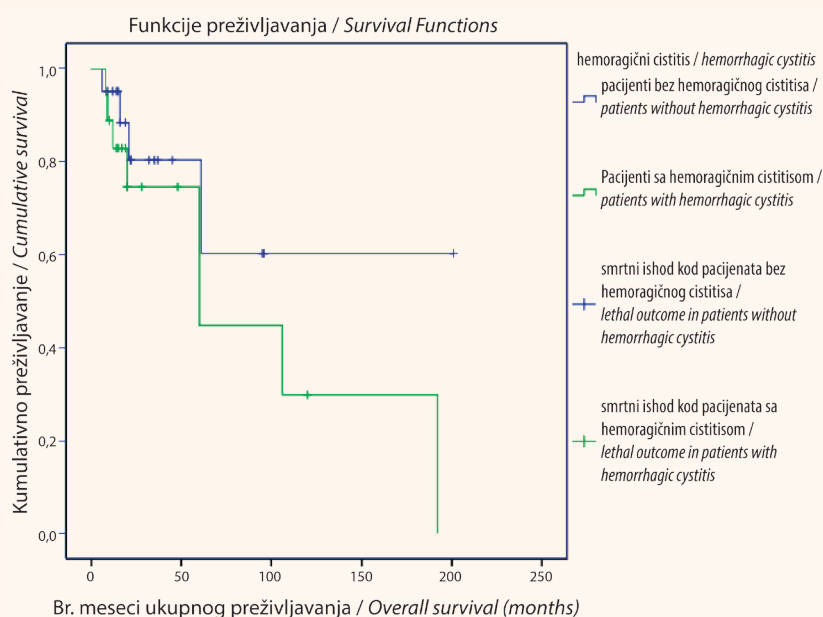 Funkcije preživljavanja / Survival Functions
Kumulativno preživljavanje / Cumulative survival
1,0
0,8
0,6
0,4
0,2
0,0
0 50 100 150 200 250
Br. meseci ukupnog preživljavanja / Overall survival (months)
hemoragični cistitis / hemorrhagic cystitis
pacijenti bez hemoragičnog cistitisa /
patients without hemorrhagic cystitis
Pacijenti sa hemoragičnim cistitisom /
patients with hemorrhagic cystitis
smrtni ishod kod pacijenata bez
hemoragičnog cistitisa /
lethal outcome in patients without
hemorrhagic cystitis
smrtni ishod kod pacijenata sa
hemoragičnim cistitisom /
lethal outcome in patients with
hemorrhagic cystitis